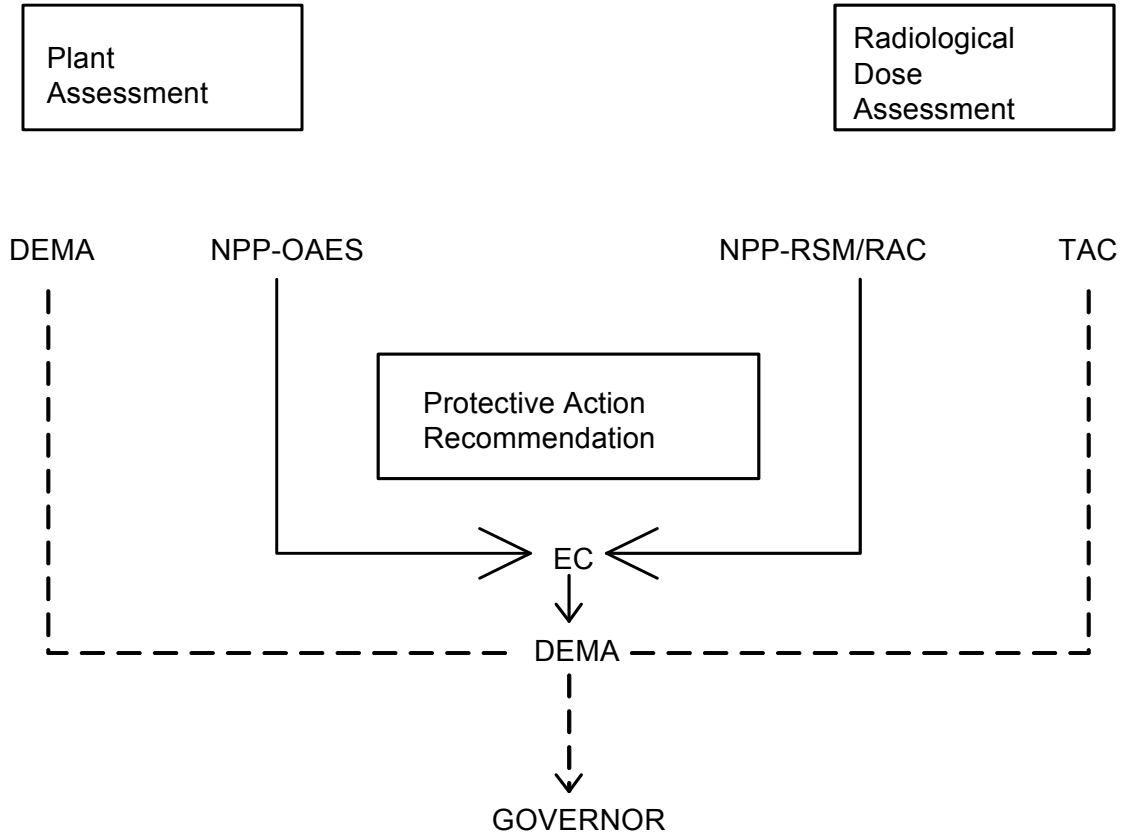 Plant
Assessment
Radiological
Dose
Assessment
DEMA NPP-OAES NPP-RSM/RAC TAC
Protective Action
Recommendation
EC
DEMA
GOVERNOR